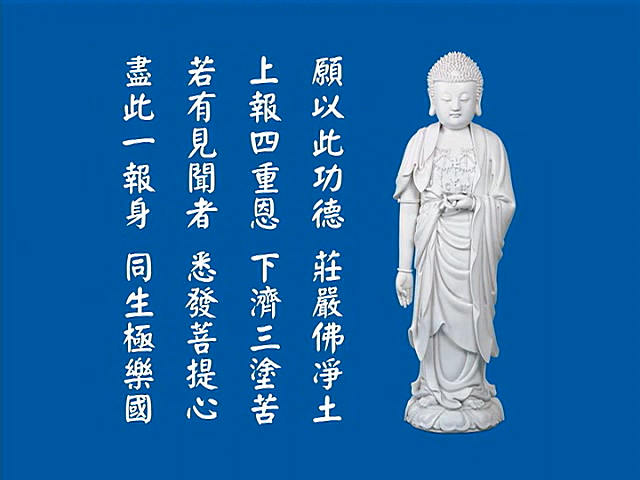 願以此功德 莊嚴佛淨土
上報四重恩 下濟三塗苦
若有見聞者 悉發菩提心
盡此一報身 同生極樂國